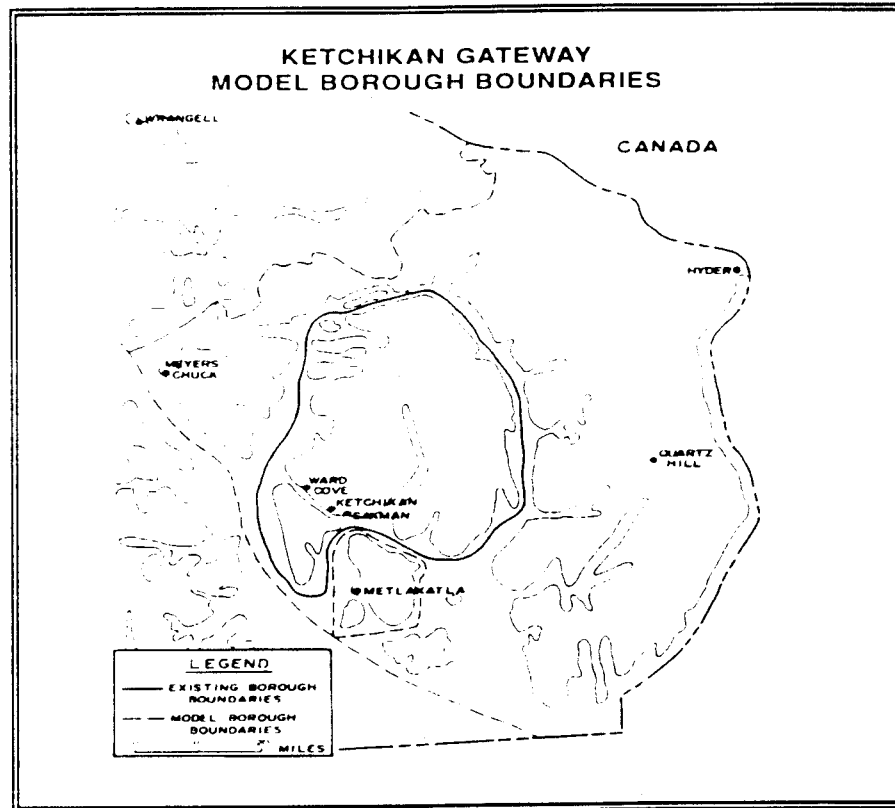 KETCHIKAN GATEWAY
MODEL BOROUGH BOUNDARIES
WRANGELL
CANADA
HYDER
MEYERS
CHUCK
QUARTZ
HILL
WARD
COVE
KETCHIKAN
METLAKATLA
LEGEND
EXISTING BOROUGH
BOUNDARIES
MODEL BOROUGH
BOUNDARIES
MILES